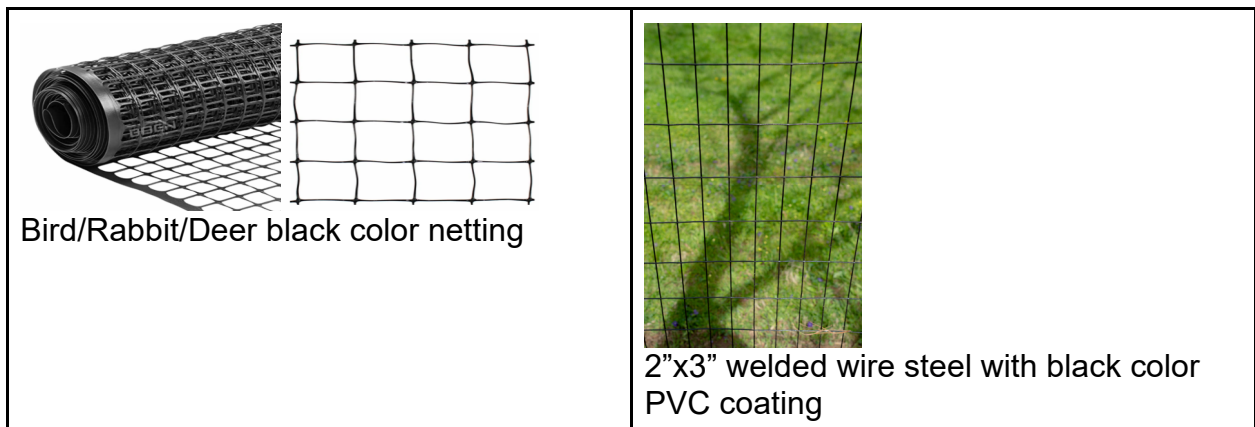 Bird/Rabbit/Deer black color netting
2”x3” welded wire steel with black color
PVC coating